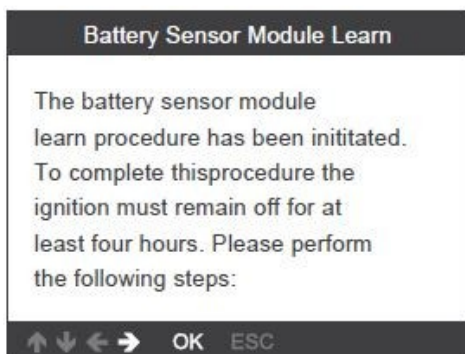 Battery Sensor Module Learn
The battery sensor module
learn procedure has been inititated.
To complete thisprocedure the
ignition must remain off for at
least four hours. Please perform
the following steps:
OK ESC